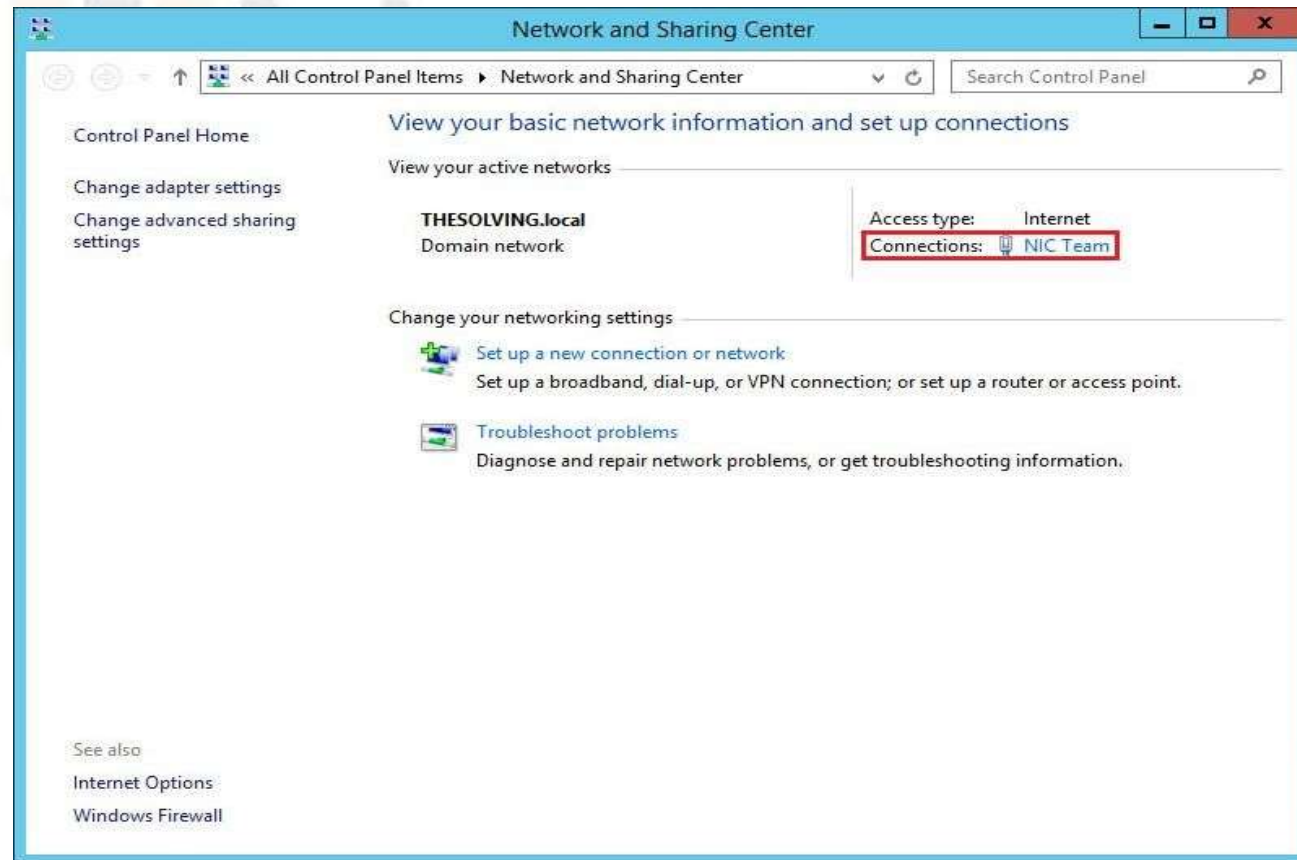 Network and Sharing Center
« All Control Panel Items ▸ Network and Sharing Center
Search Control Panel
Control Panel Home
Change adapter settings
Change advanced sharing
settings
View your basic network information and set up connections
View your active networks
THESOLVING.local
Domain network
Access type: Internet
Connections: NIC Team
Change your networking settings
Set up a new connection or network
Set up a broadband, dial-up, or VPN connection; or set up a router or access point.
Troubleshoot problems
Diagnose and repair network problems, or get troubleshooting information.
See also
Internet Options
Windows Firewall